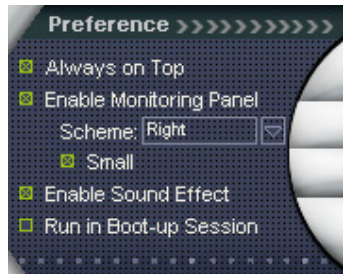 Preference >>>>>>>>>>>
Always on Top
Enable Monitoring Panel
Scheme: Right
Small
Enable Sound Effect
Run in Boot-up Session